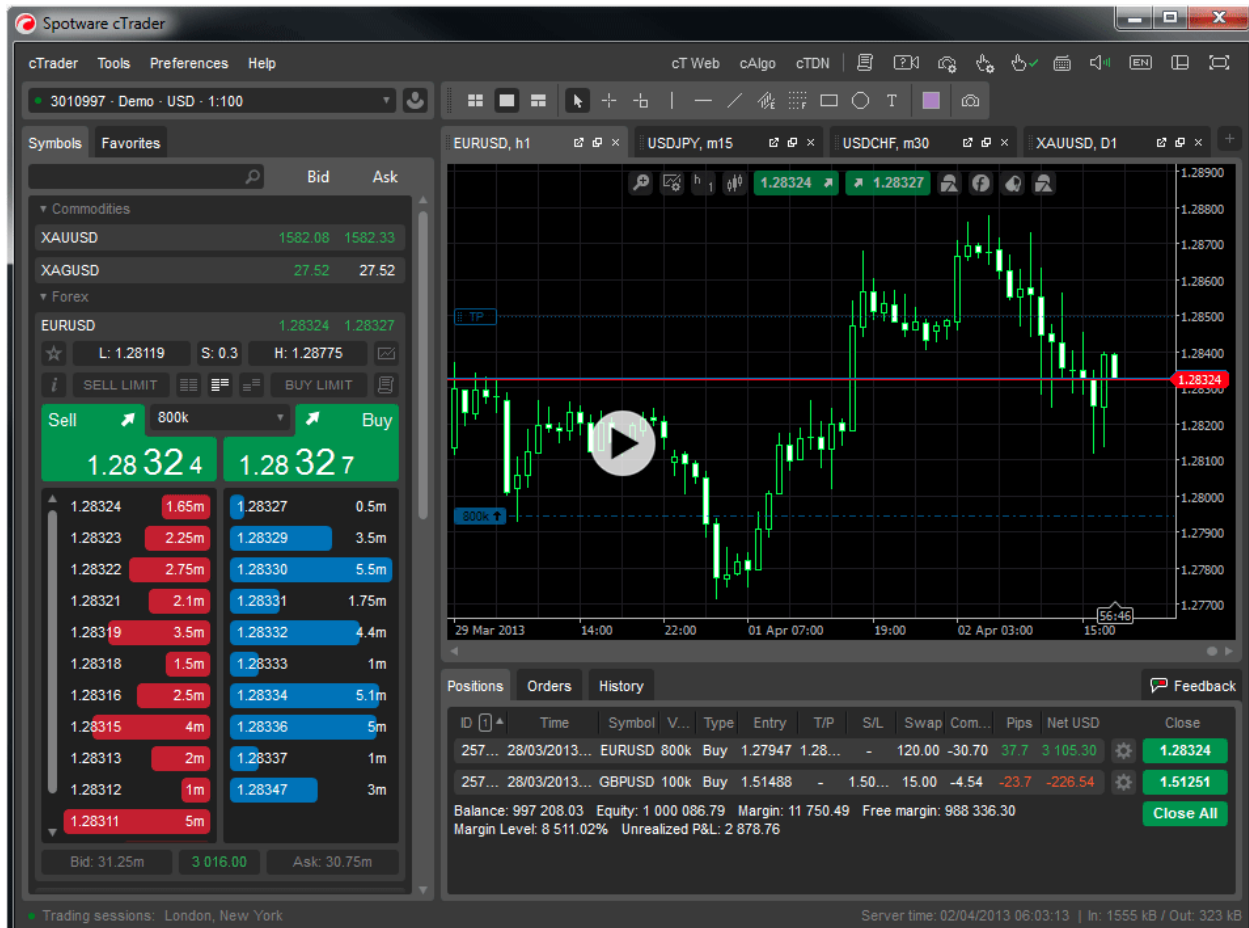 Spotware cTrader
cTrader Tools Preferences Help
cT Web cAlgo cTDN EN
3010997 · Demo · USD · 1:100
E F T
Symbols Favorites
Bid Ask
Commodities
XAUUSD 1582.08 1582.33
XAGUSD 27.52 27.52
Forex
EURUSD 1.28324 1.28327
L: 1.28119 S: 0.3 H: 1.28775
i SELL LIMIT BUY LIMIT
Sell 800k Buy
1.28 32 4 1.28 32 7
1.28324 1.65m 1.28327 0.5m
1.28323 2.25m 1.28329 3.5m
1.28322 2.75m 1.28330 5.5m
1.28321 2.1m 1.28331 1.75m
1.28319 3.5m 1.28332 4.4m
1.28318 1.5m 1.28333 1m
1.28316 2.5m 1.28334 5.1m
1.28315 4m 1.28336 5m
1.28313 2m 1.28337 1m
1.28312 1m 1.28347 3m
1.28311 5m
Bid: 31.25m 3 016.00 Ask: 30.75m
EURUSD, h1 USDJPY, m15 USDCHF, m30 XAUUSD, D1
h 1 1.28324 1.28327
1.28900
1.28800
1.28700
1.28600
TP 1.28500
1.28400
1.28324
1.28300
1.28200
1.28100
1.28000
800k
1.27900
1.27800
1.27700
56:46
29 Mar 2013 14:00 22:00 01 Apr 07:00 19:00 02 Apr 03:00 15:00
Positions Orders History Feedback
ID 1 Time Symbol V... Type Entry T/P S/L Swap Com... Pips Net USD Close
257... 28/03/2013... EURUSD 800k Buy 1.27947 1.28... - 120.00 -30.70 37.7 3 105.30 1.28324
257... 28/03/2013... GBPUSD 100k Buy 1.51488 - 1.50... 15.00 -4.54 -23.7 -226.54 1.51251
Balance: 997 208.03 Equity: 1 000 086.79 Margin: 11 750.49 Free margin: 988 336.30 Close All
Margin Level: 8 511.02% Unrealized P&L: 2 878.76
Trading sessions: London, New York
Server time: 02/04/2013 06:03:13 | In: 1555 kB / Out: 323 kB